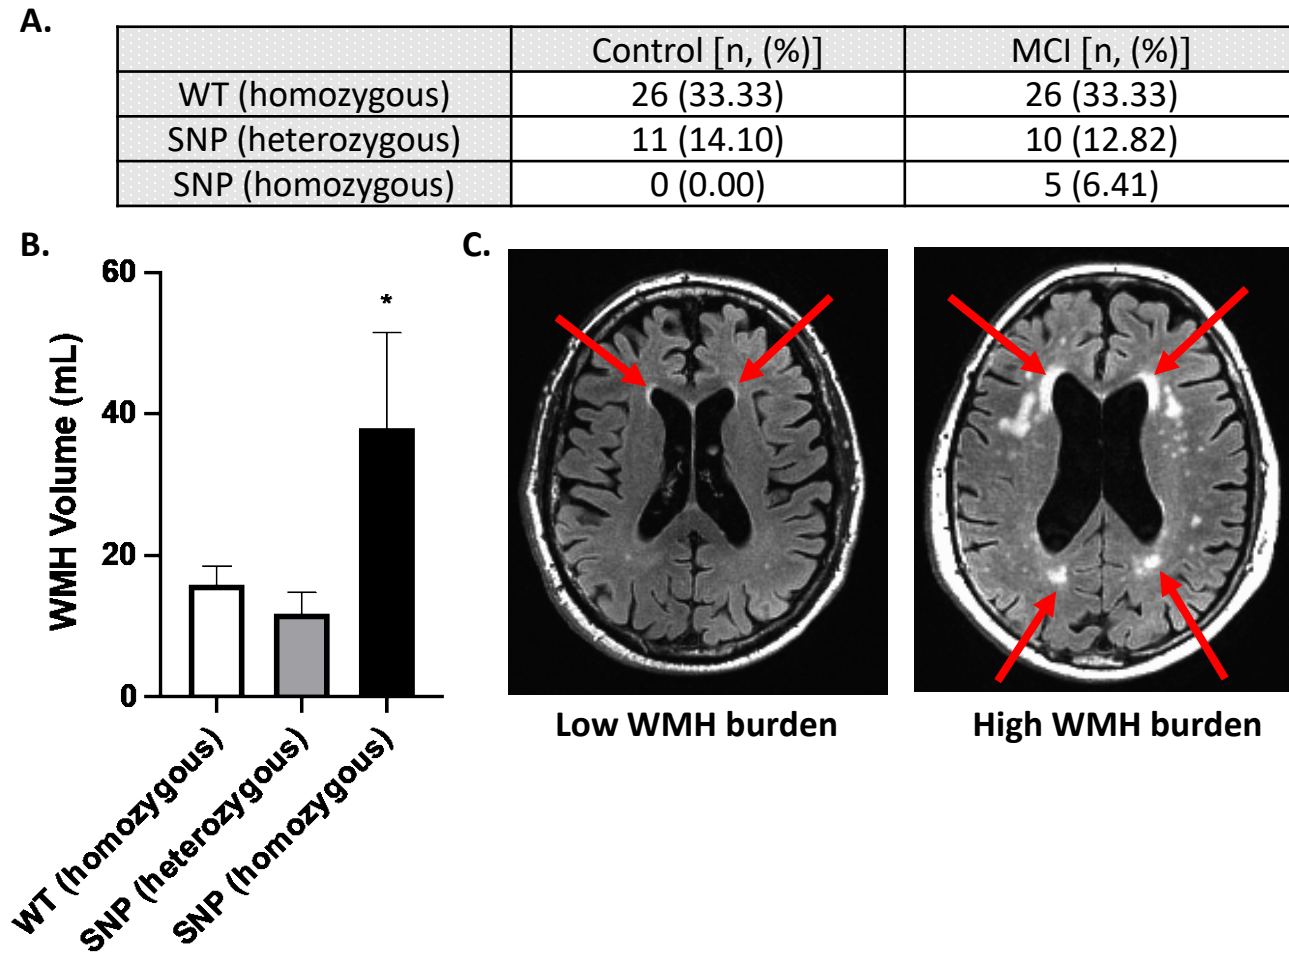 A.
Control [n, (%)] MCI [n, (%)]
WT (homozygous) 26 (33.33) 26 (33.33)
SNP (heterozygous) 11 (14.10) 10 (12.82)
SNP (homozygous) 0 (0.00) 5 (6.41)
B.
60
40
20
0
WMH Volume (mL)
*
WT (homozygous)
SNP (heterozygous)
SNP (homozygous)
C.
Low WMH burden
High WMH burden